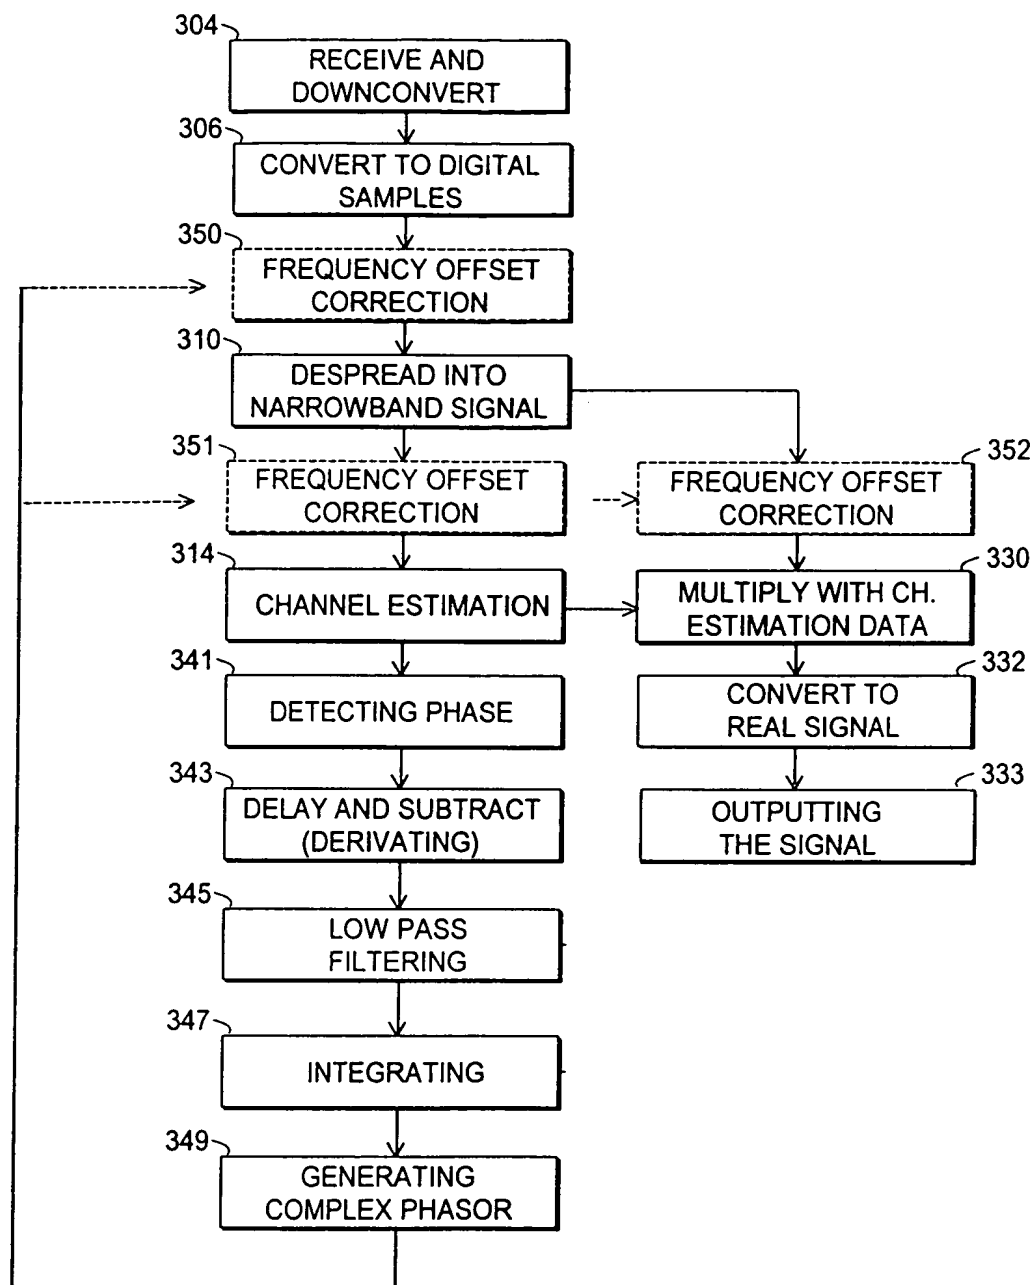 304
RECEIVE AND
DOWNCONVERT
306
CONVERT TO DIGITAL
SAMPLES
350
FREQUENCY OFFSET
CORRECTION
310
DESPREAD INTO
NARROWBAND SIGNAL
351
FREQUENCY OFFSET
CORRECTION
352
FREQUENCY OFFSET
CORRECTION
314
CHANNEL ESTIMATION
330
MULTIPLY WITH CH.
ESTIMATION DATA
341
DETECTING PHASE
332
CONVERT TO
REAL SIGNAL
343
DELAY AND SUBTRACT
(DERIVATING)
333
OUTPUTTING
THE SIGNAL
345
LOW PASS
FILTERING
347
INTEGRATING
349
GENERATING
COMPLEX PHASOR